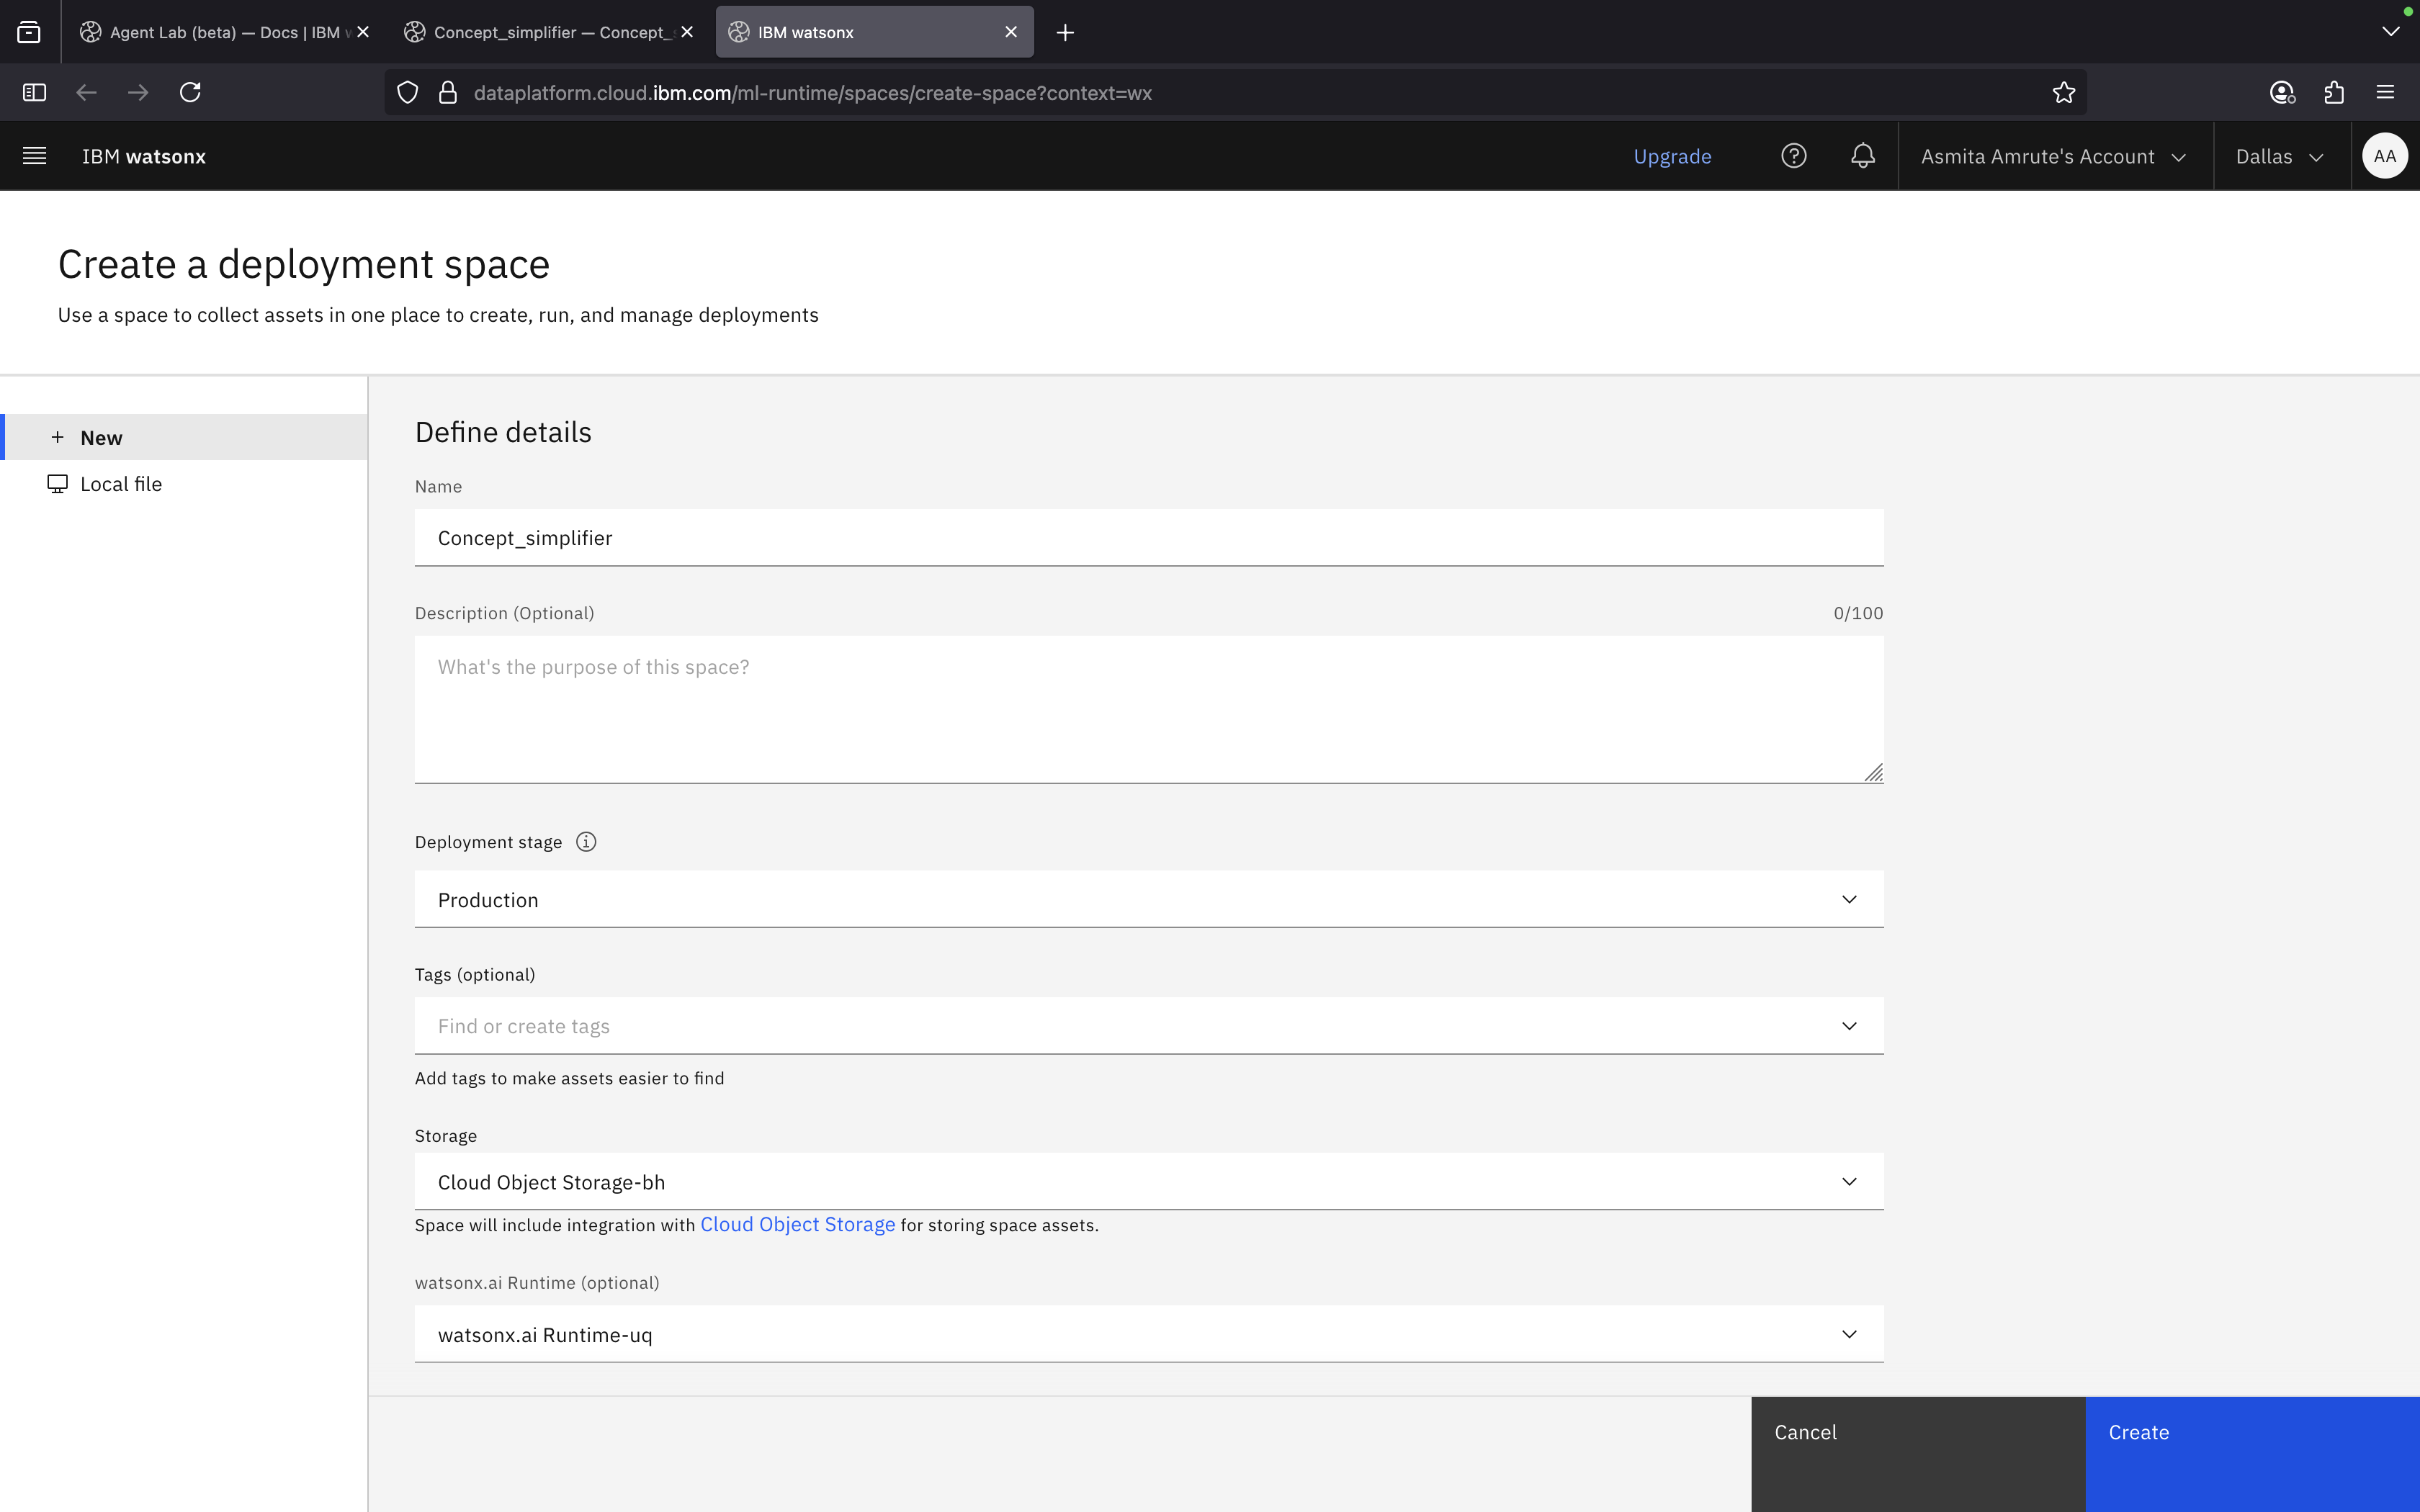 Agent Lab (beta) — Docs | IBM w
Concept_simplifier — Concept_s
IBM watsonx
dataplatform.cloud.ibm.com/ml-runtime/spaces/create-space?context=wx
IBM watsonx
Upgrade
Asmita Amrute's Account
Dallas
AA
Create a deployment space
Use a space to collect assets in one place to create, run, and manage deployments
New
Local file
Define details
Name
Concept_simplifier
Description (Optional)
0/100
What's the purpose of this space?
Deployment stage
Production
Tags (optional)
Find or create tags
Add tags to make assets easier to find
Storage
Cloud Object Storage-bh
Space will include integration with Cloud Object Storage for storing space assets.
watsonx.ai Runtime (optional)
watsonx.ai Runtime-uq
Cancel
Create